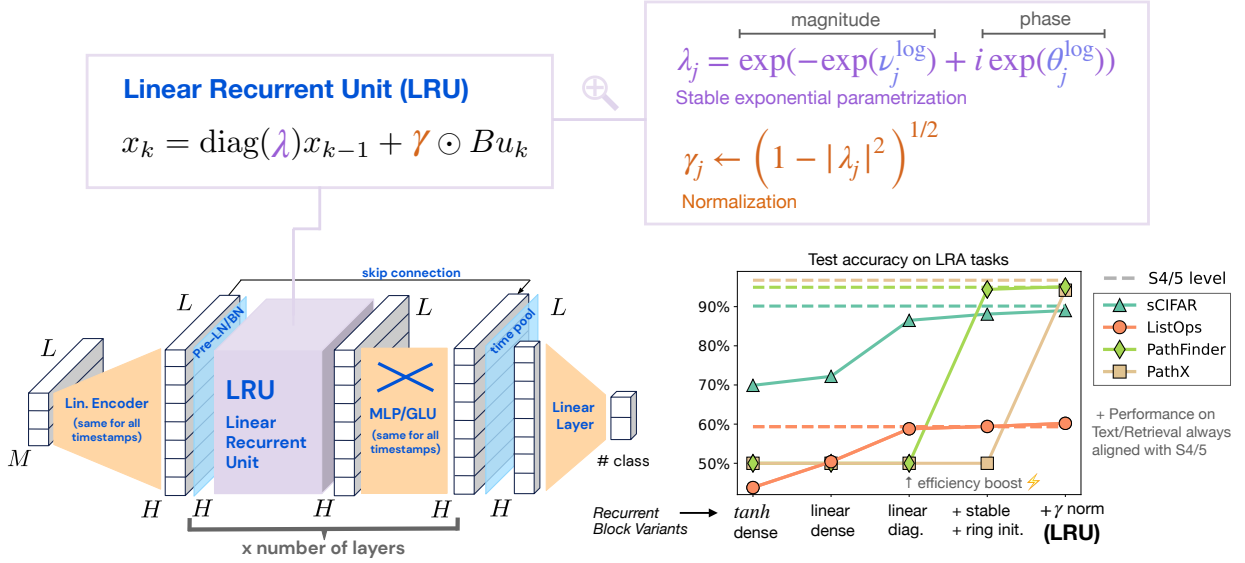 magnitude phase
λ_j = exp(−exp(ν_j^log) + i exp(θ_j^log))
Stable exponential parametrization
γ_j ← (1 − |λ_j|²)^{1/2}
Normalization
Linear Recurrent Unit (LRU)
x_k = diag(λ)x_{k−1} + γ ⊙ Bu_k
skip connection
L
L
L
L
Pre-LN/BN
time pool
M
Lin. Encoder
(same for all
timestamps)
LRU
Linear
Recurrent
Unit
MLP/GLU
(same for all
timestamps)
Linear
Layer
# class
H
H
H
H
H
x number of layers
Test accuracy on LRA tasks
90%
80%
70%
60%
50%
↑ efficiency boost ⚡
Recurrent
Block Variants
tanh
dense
linear
dense
linear
diag.
+ stable
+ ring init.
+ γ norm
(LRU)
S4/5 level
sCIFAR
ListOps
PathFinder
PathX
+ Performance on
Text/Retrieval always
aligned with S4/5